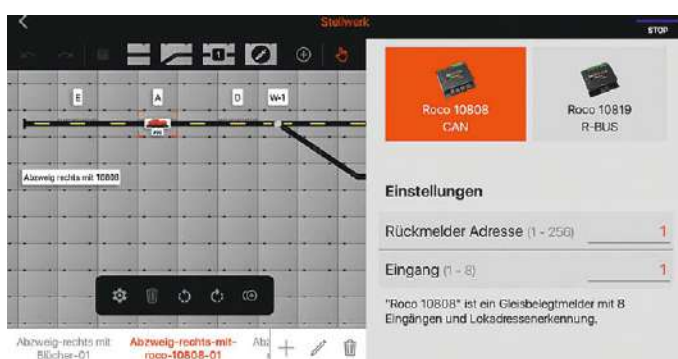 Stellwerk
STOP
1
E
A
D
W-1
Abzweig rechts mit 10808
Abzweig-rechts-mit
Blücher-01
Abzweig-rechts-mit-
roco-10808-01
Roco 10808
CAN
Roco 10819
R-BUS
Einstellungen
Rückmelder Adresse (1 - 256) 1
Eingang (1 - 8) 1
"Roco 10808" ist ein Gleisbelegtmelder mit 8
Eingängen und Lokadressenerkennung.